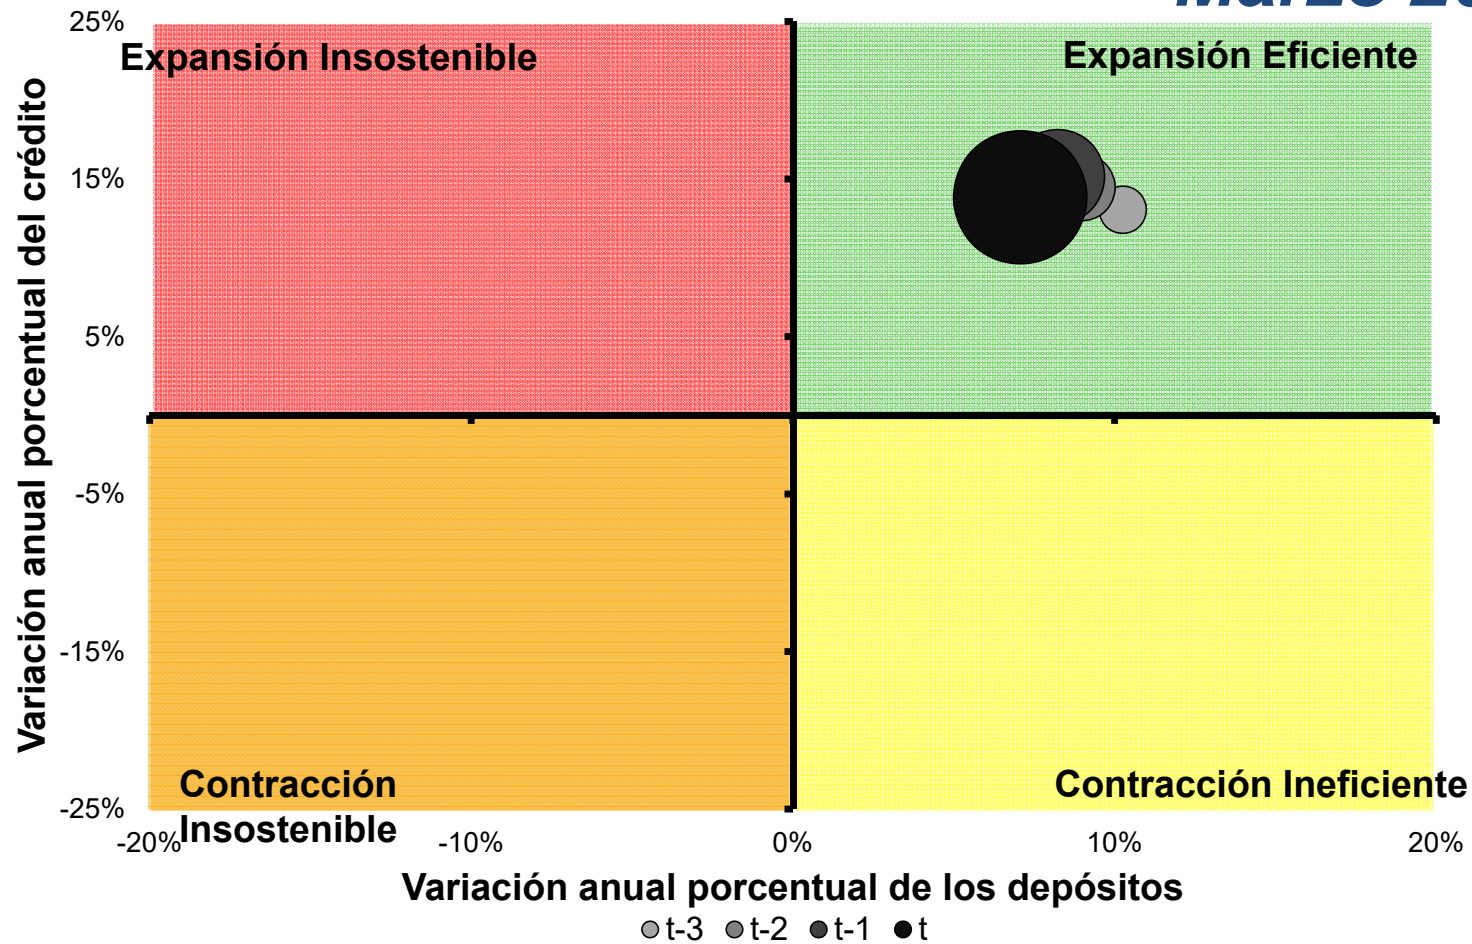 Marzo
25%
Expansión Insostenible
Expansión Eficiente
15%
5%
-5%
-15%
-25%
Variación anual porcentual del crédito
Contracción
Insostenible
Contracción Ineficiente
-20%
-10%
0%
10%
20%
Variación anual porcentual de los depósitos
t-3
t-2
t-1
t